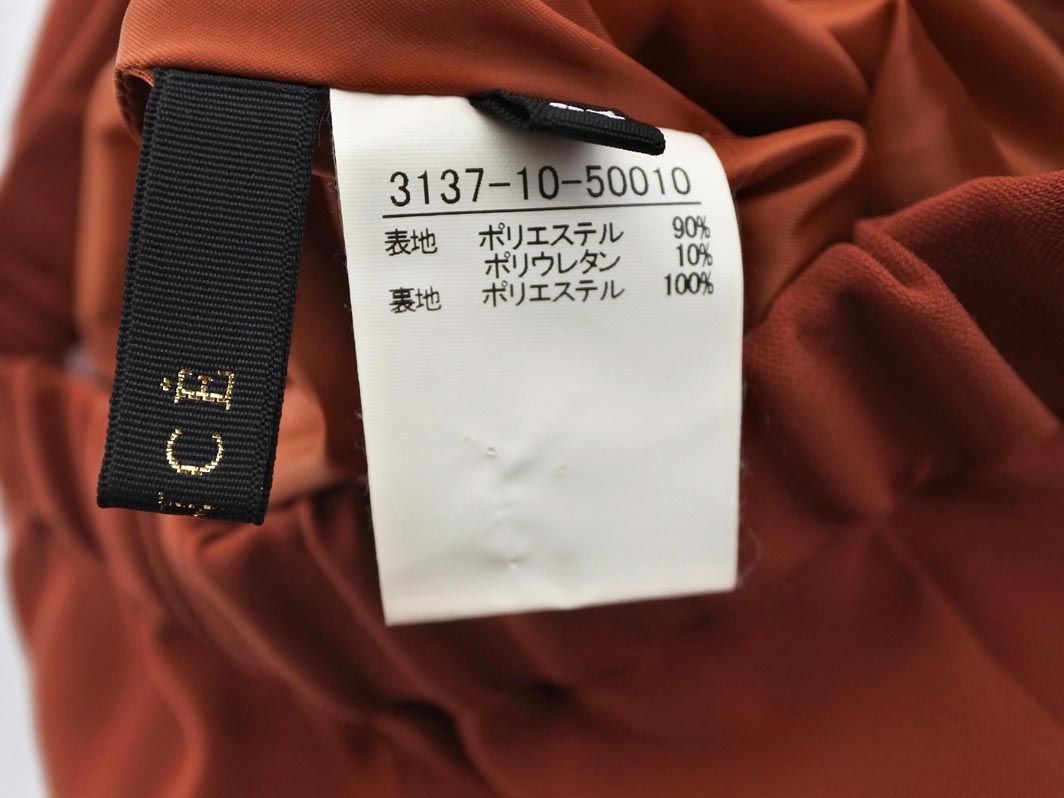 3137-10-50010
表地 ポリエステル 90%
ポリウレタン 10%
裏地 ポリエステル 100%
CE